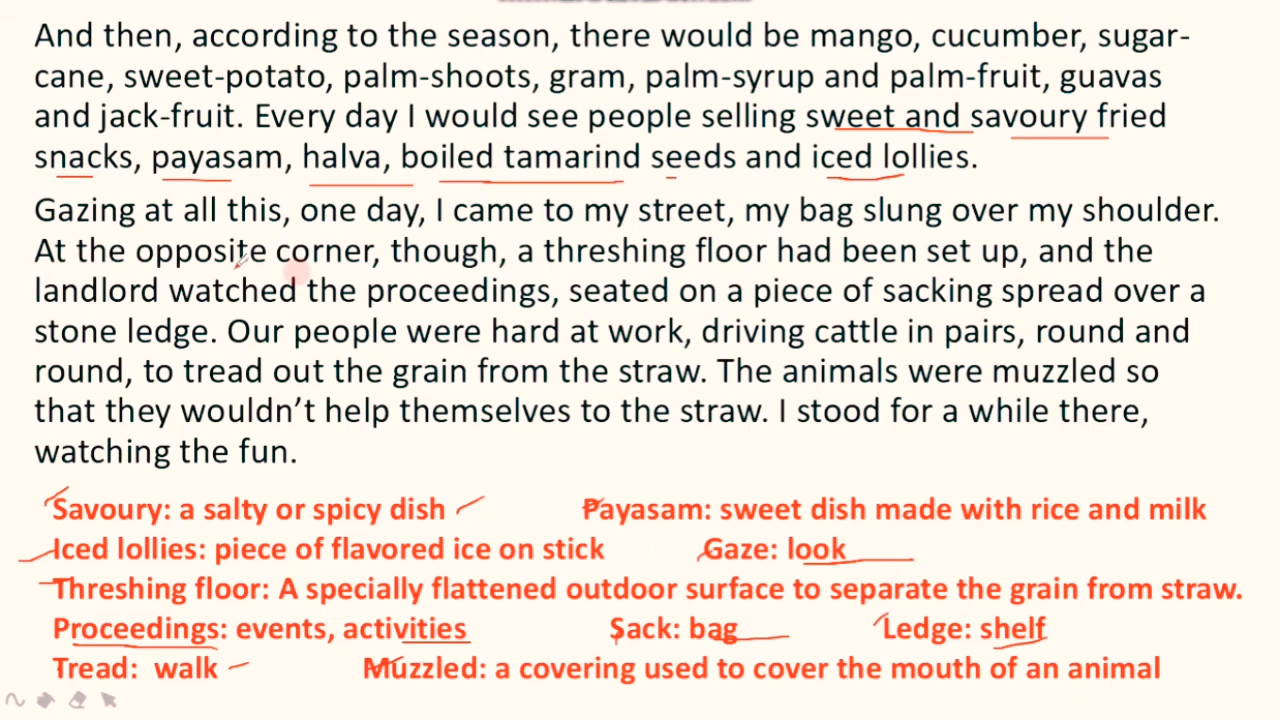 And then, according to the season, there would be mango, cucumber, sugar-
cane, sweet-potato, palm-shoots, gram, palm-syrup and palm-fruit, guavas
and jack-fruit. Every day I would see people selling sweet and savoury fried
snacks, payasam, halva, boiled tamarind seeds and iced lollies.
Gazing at all this, one day, I came to my street, my bag slung over my shoulder.
At the opposite corner, though, a threshing floor had been set up, and the
landlord watched the proceedings, seated on a piece of sacking spread over a
stone ledge. Our people were hard at work, driving cattle in pairs, round and
round, to tread out the grain from the straw. The animals were muzzled so
that they wouldn’t help themselves to the straw. I stood for a while there,
watching the fun.
Savoury: a salty or spicy dish Payasam: sweet dish made with rice and milk
Iced lollies: piece of flavored ice on stick Gaze: look
Threshing floor: A specially flattened outdoor surface to separate the grain from straw.
Proceedings: events, activities Sack: bag Ledge: shelf
Tread: walk Muzzled: a covering used to cover the mouth of an animal